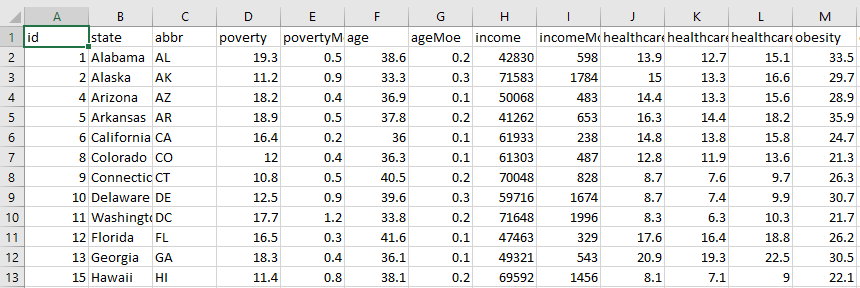 A B C D E F G H I J K L M
1 id state abbr poverty povertyM age ageMoe income incomeMo healthcare healthcare healthcare obesity
2 1 Alabama AL 19.3 0.5 38.6 0.2 42830 598 13.9 12.7 15.1 33.5
3 2 Alaska AK 11.2 0.9 33.3 0.3 71583 1784 15 13.3 16.6 29.7
4 4 Arizona AZ 18.2 0.4 36.9 0.1 50068 483 14.4 13.3 15.6 28.9
5 5 Arkansas AR 18.9 0.5 37.8 0.2 41262 653 16.3 14.4 18.2 35.9
6 6 California CA 16.4 0.2 36 0.1 61933 238 14.8 13.8 15.8 24.7
7 8 Colorado CO 12 0.4 36.3 0.1 61303 487 12.8 11.9 13.6 21.3
8 9 Connectic CT 10.8 0.5 40.5 0.2 70048 828 8.7 7.6 9.7 26.3
9 10 Delaware DE 12.5 0.9 39.6 0.3 59716 1674 8.7 7.4 9.9 30.7
10 11 Washingto DC 17.7 1.2 33.8 0.2 71648 1996 8.3 6.3 10.3 21.7
11 12 Florida FL 16.5 0.3 41.6 0.1 47463 329 17.6 16.4 18.8 26.2
12 13 Georgia GA 18.3 0.4 36.1 0.1 49321 543 20.9 19.3 22.5 30.5
13 15 Hawaii HI 11.4 0.8 38.1 0.2 69592 1456 8.1 7.1 9 22.1